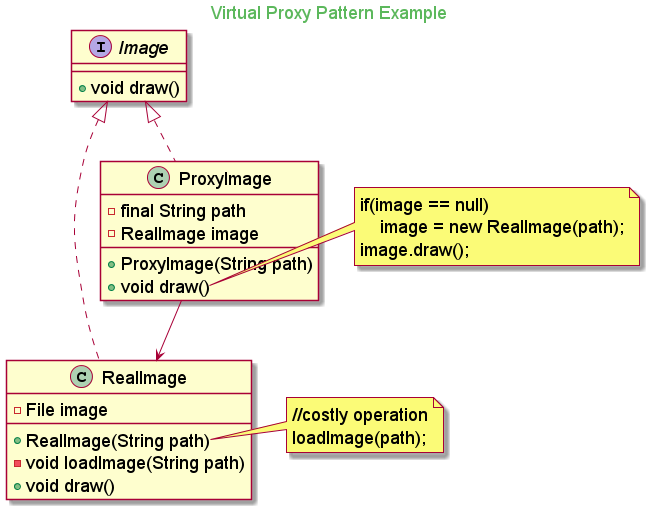 Virtual Proxy Pattern Example
I Image
void draw()
C ProxyImage
final String path
RealImage image
ProxyImage(String path)
void draw()
if(image == null)
image = new RealImage(path);
image.draw();
C RealImage
File image
RealImage(String path)
void loadImage(String path)
void draw()
//costly operation
loadImage(path);